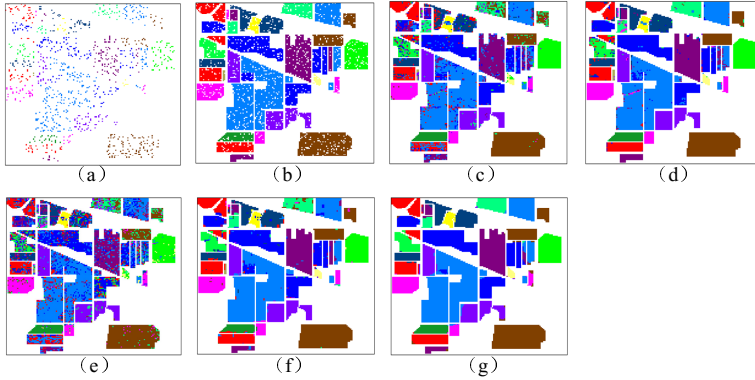 （a）
（b）
（c）
（d）
（e）
（f）
（g）